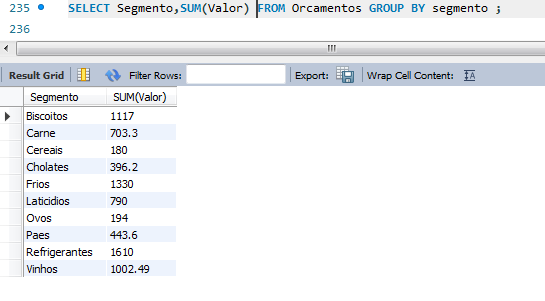 235 SELECT Segmento,SUM(Valor) FROM Orcamentos GROUP BY segmento ;
236
Result Grid Filter Rows: Export: Wrap Cell Content: IA
Segmento SUM(Valor)
Biscoitos 1117
Carne 703.3
Cereais 180
Cholates 396.2
Frios 1330
Laticidios 790
Ovos 194
Paes 443.6
Refrigerantes 1610
Vinhos 1002.49